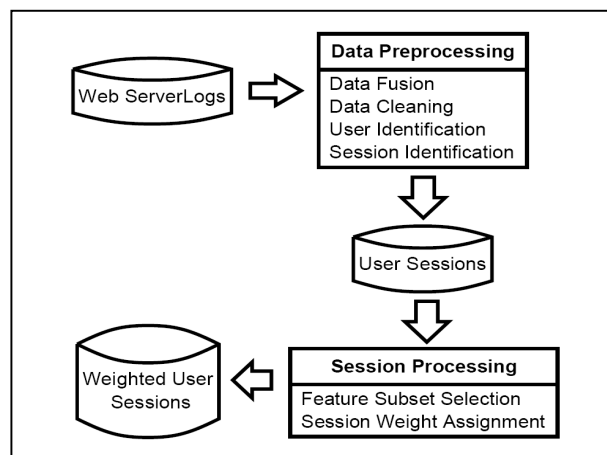 Web ServerLogs
Data Preprocessing
Data Fusion
Data Cleaning
User Identification
Session Identification
User Sessions
Session Processing
Feature Subset Selection
Session Weight Assignment
Weighted User
Sessions